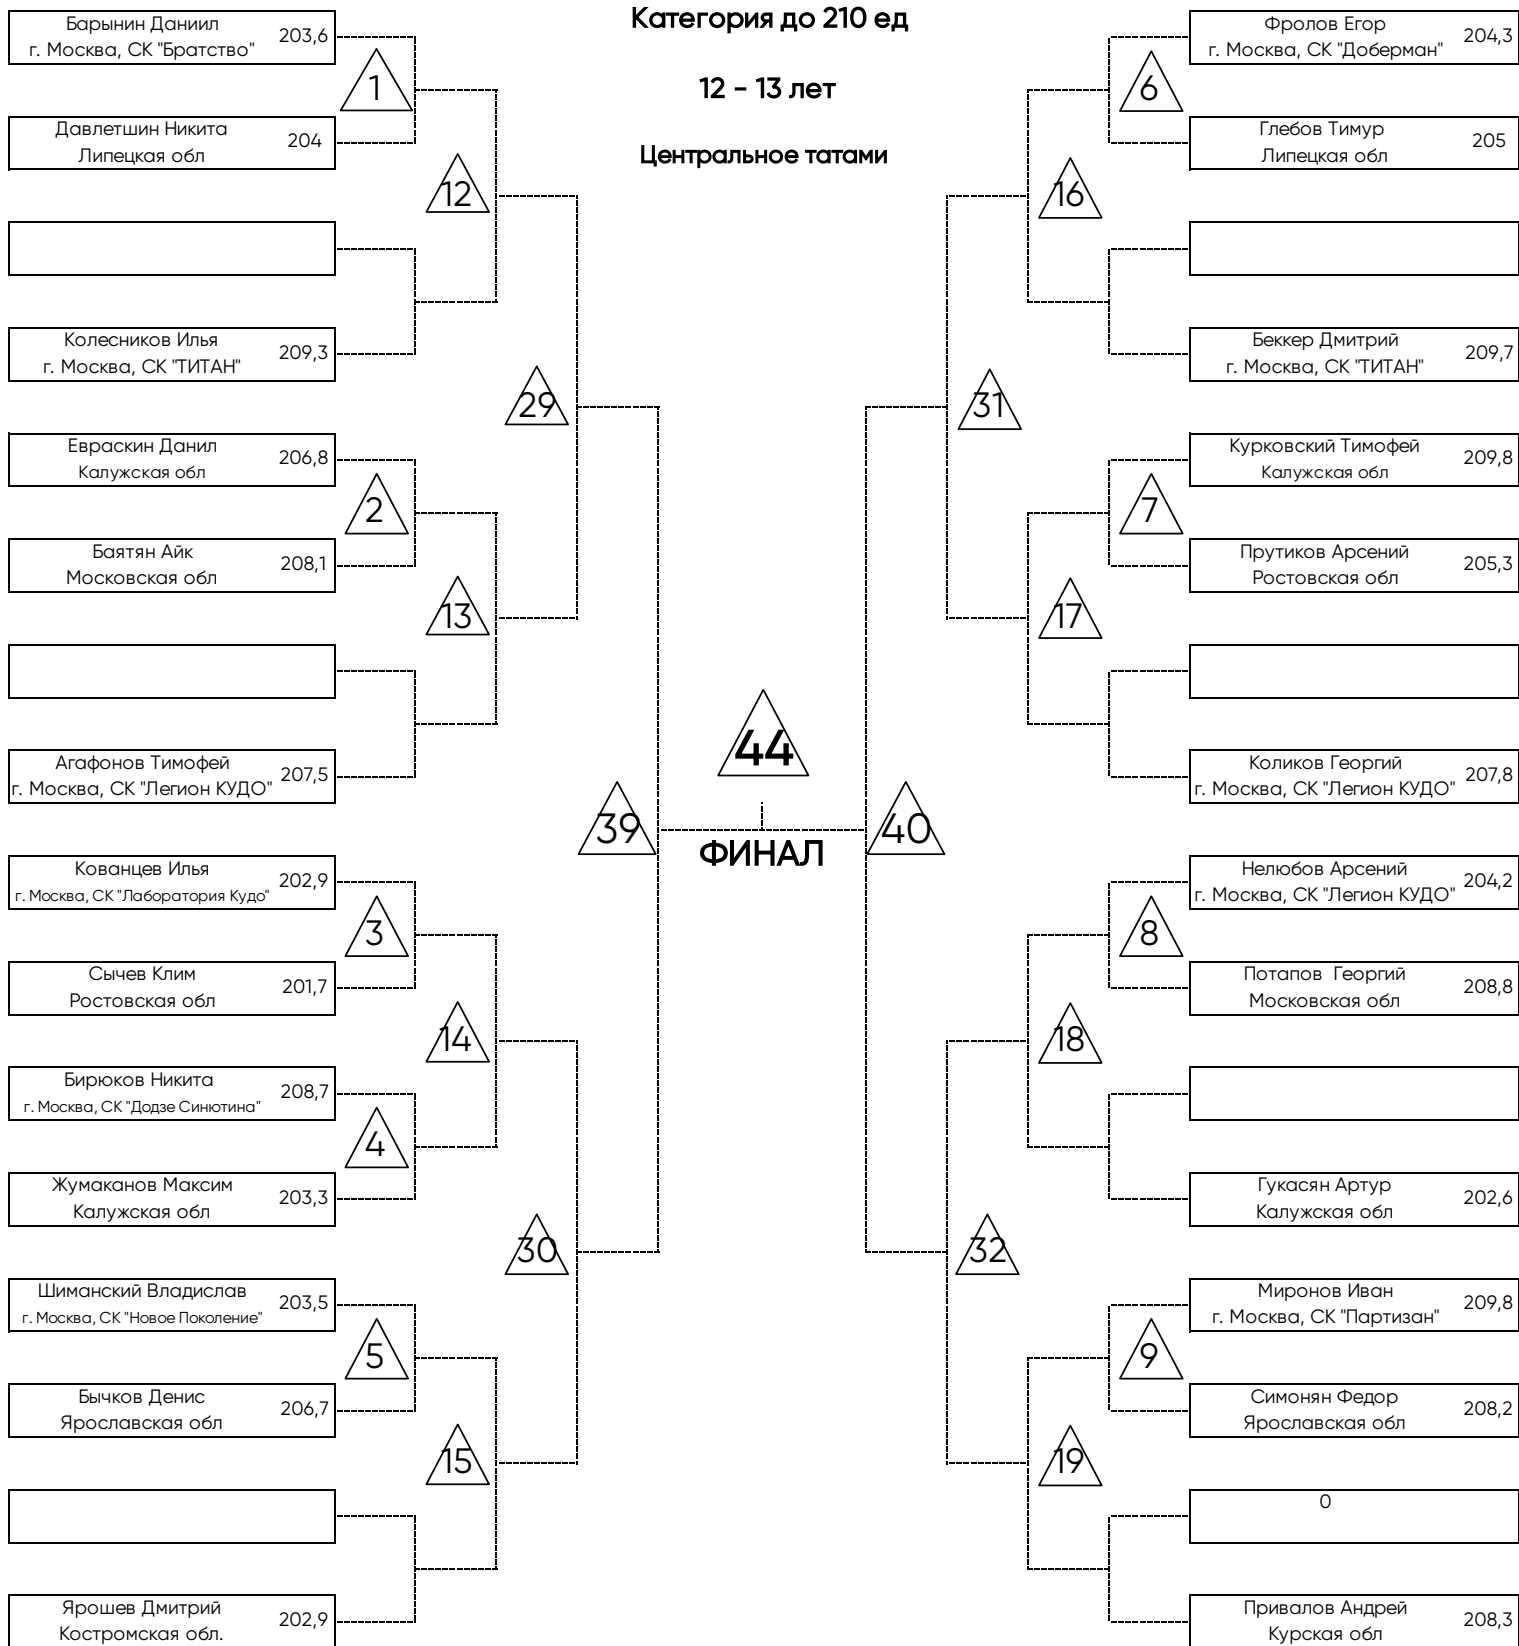 Категория до 210 ед
12 - 13 лет
Центральное татами
Барынин Даниил
г. Москва, СК "Братство"
203,6
1
Давлетшин Никита
Липецкая обл
204
12
Колесников Илья
г. Москва, СК "ТИТАН"
209,3
29
Евраскин Данил
Калужская обл
206,8
2
Баятян Айк
Московская обл
208,1
13
Агафонов Тимофей
г. Москва, СК "Легион КУДО"
207,5
39
Кованцев Илья
г. Москва, СК "Лаборатория Кудо"
202,9
3
Сычев Клим
Ростовская обл
201,7
14
Бирюков Никита
г. Москва, СК "Додзе Синютина"
208,7
4
Жумаканов Максим
Калужская обл
203,3
30
Шиманский Владислав
г. Москва, СК "Новое Поколение"
203,5
5
Бычков Денис
Ярославская обл
206,7
15
Ярошев Дмитрий
Костромская обл.
202,9
44
ФИНАЛ
Фролов Егор
г. Москва, СК "Доберман"
204,3
6
Глебов Тимур
Липецкая обл
205
16
Беккер Дмитрий
г. Москва, СК "ТИТАН"
209,7
31
Курковский Тимофей
Калужская обл
209,8
7
Прутиков Арсений
Ростовская обл
205,3
17
Коликов Георгий
г. Москва, СК "Легион КУДО"
207,8
40
Нелюбов Арсений
г. Москва, СК "Легион КУДО"
204,2
8
Потапов Георгий
Московская обл
208,8
18
Гукасян Артур
Калужская обл
202,6
32
Миронов Иван
г. Москва, СК "Партизан"
209,8
9
Симонян Федор
Ярославская обл
208,2
19
0
Привалов Андрей
Курская обл
208,3